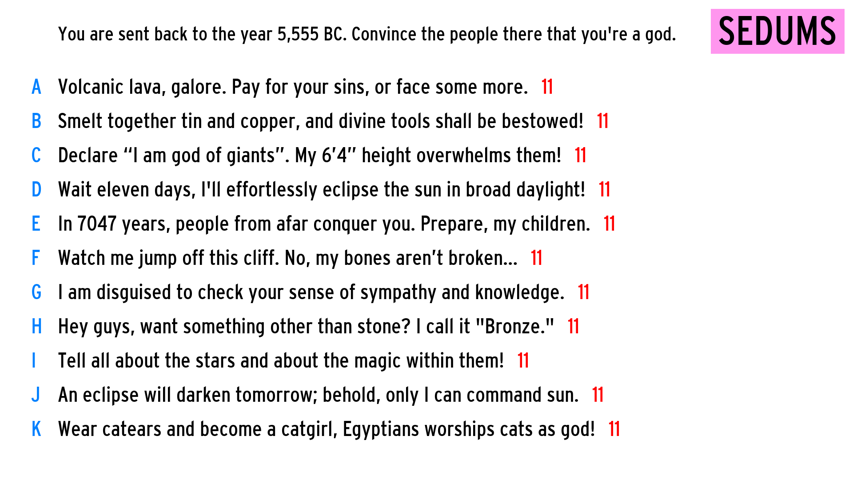 You are sent back to the year 5,555 BC. Convince the people there that you're a god.
SEDUMS
A Volcanic lava, galore. Pay for your sins, or face some more. 11
B Smelt together tin and copper, and divine tools shall be bestowed! 11
C Declare “I am god of giants”. My 6’4” height overwhelms them! 11
D Wait eleven days, I'll effortlessly eclipse the sun in broad daylight! 11
E In 7047 years, people from afar conquer you. Prepare, my children. 11
F Watch me jump off this cliff. No, my bones aren’t broken... 11
G I am disguised to check your sense of sympathy and knowledge. 11
H Hey guys, want something other than stone? I call it "Bronze." 11
I Tell all about the stars and about the magic within them! 11
J An eclipse will darken tomorrow; behold, only I can command sun. 11
K Wear catears and become a catgirl, Egyptians worships cats as god! 11